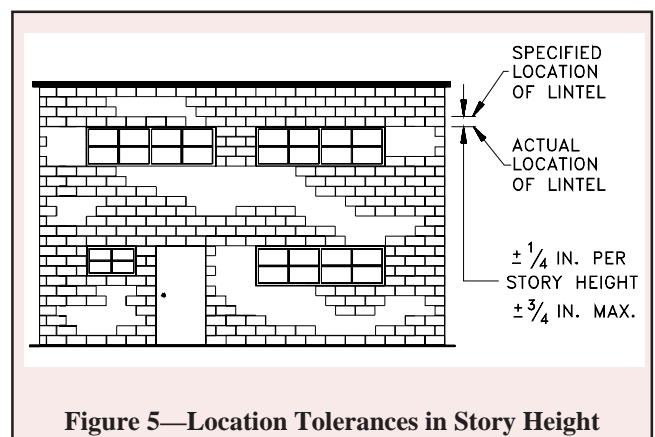 SPECIFIED
LOCATION
OF LINTEL
ACTUAL
LOCATION
OF LINTEL
± 1/4 IN. PER
STORY HEIGHT
± 3/4 IN. MAX.
Figure 5—Location Tolerances in Story Height